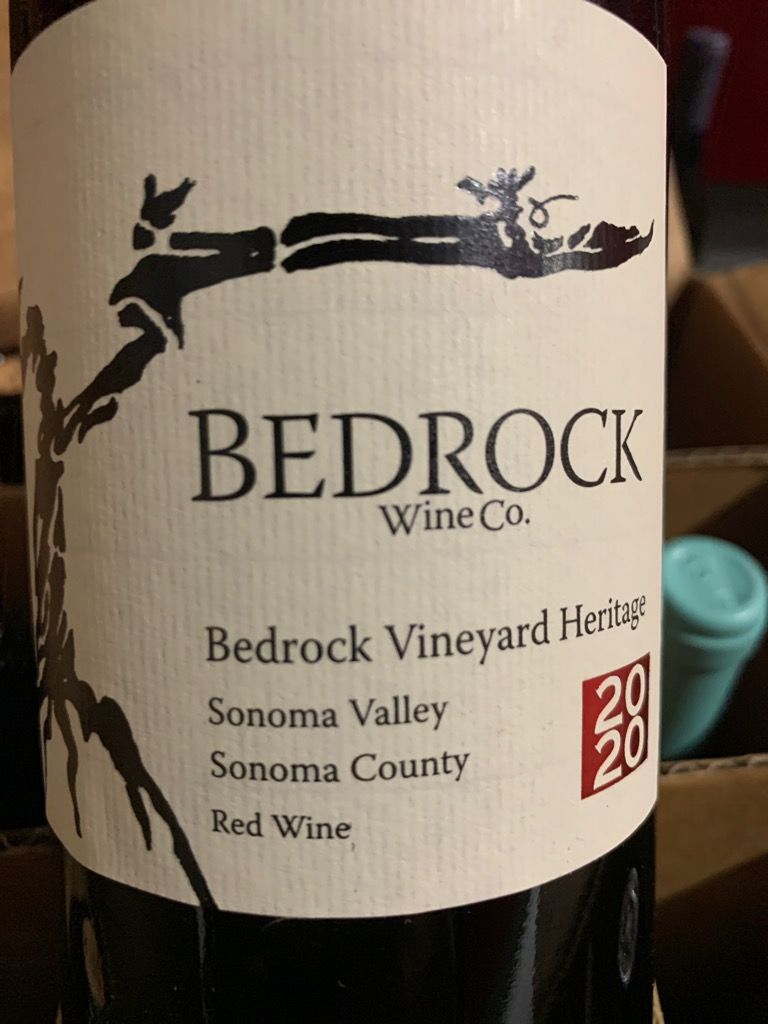 BEDROCK
Wine Co.
Bedrock Vineyard Heritage
Sonoma Valley
Sonoma County
Red Wine
20
20